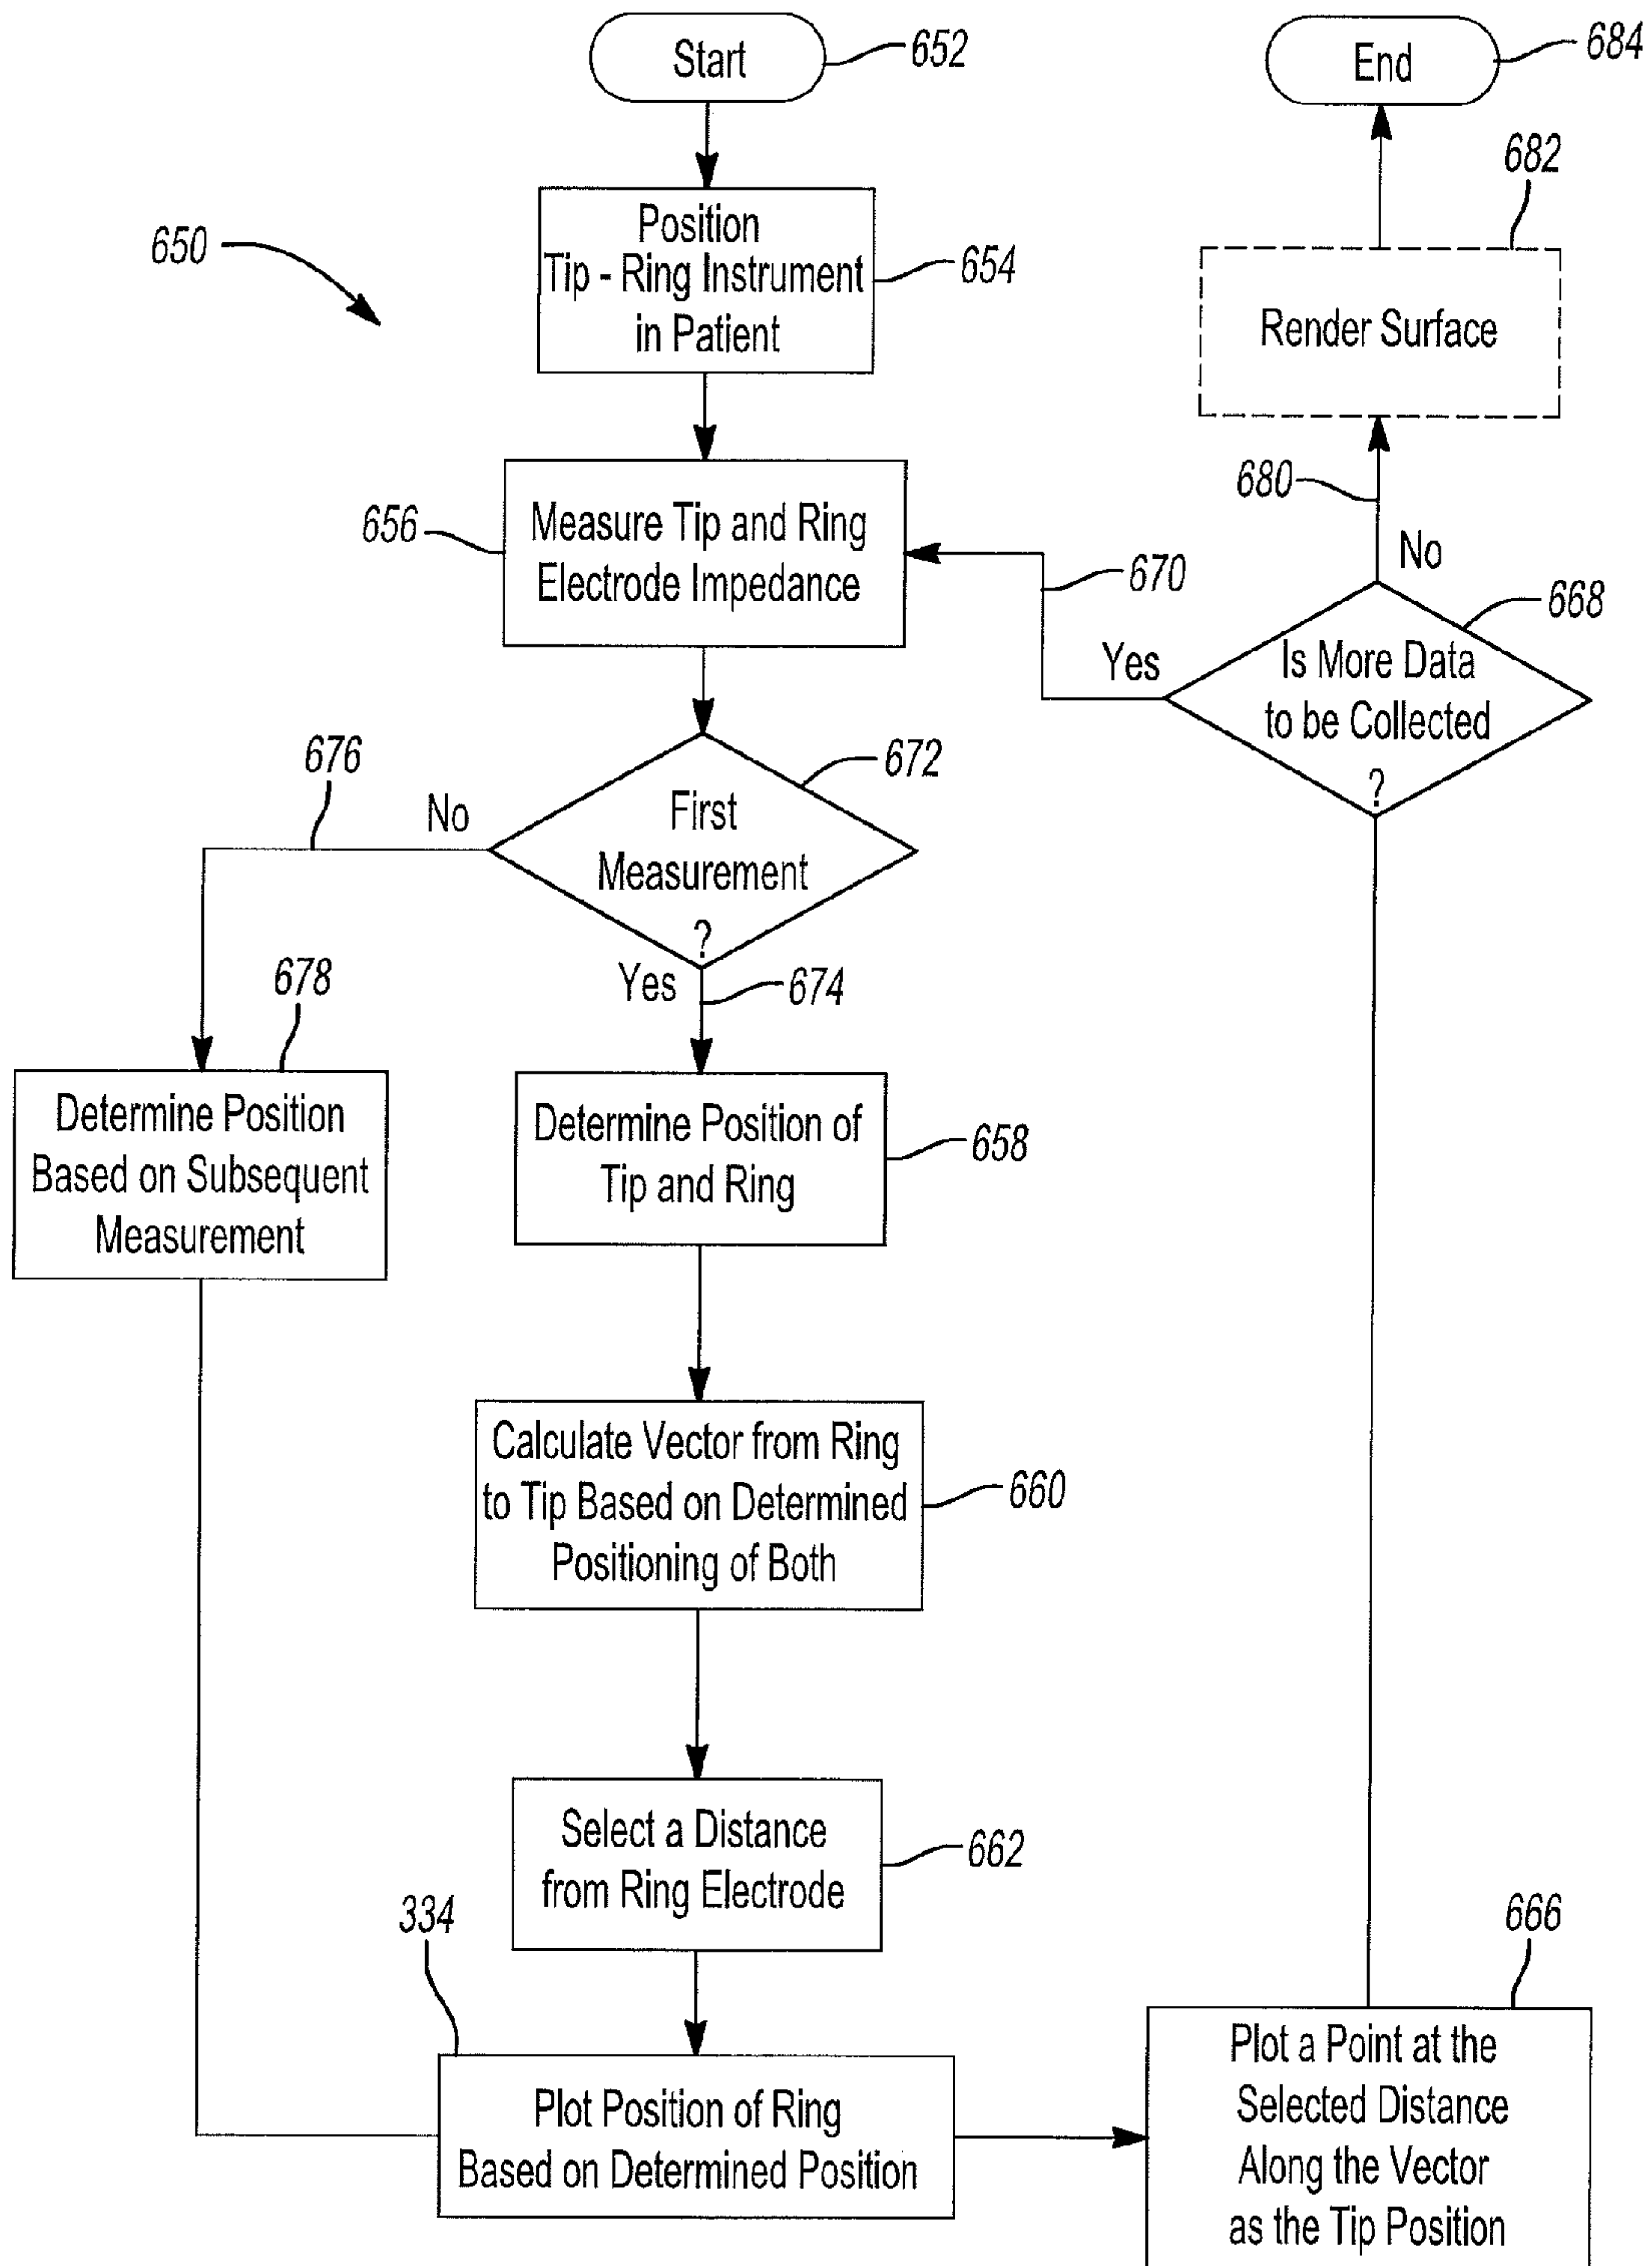 Start
652
End
684
682
650
Position
Tip - Ring Instrument
in Patient
654
Render Surface
680
No
656
Measure Tip and Ring
Electrode Impedance
670
668
Yes
Is More Data
to be Collected
?
676
No
672
First
Measurement
?
Yes
674
678
Determine Position
Based on Subsequent
Measurement
Determine Position of
Tip and Ring
658
Calculate Vector from Ring
to Tip Based on Determined
Positioning of Both
660
Select a Distance
from Ring Electrode
662
334
666
Plot Position of Ring
Based on Determined Position
Plot a Point at the
Selected Distance
Along the Vector
as the Tip Position